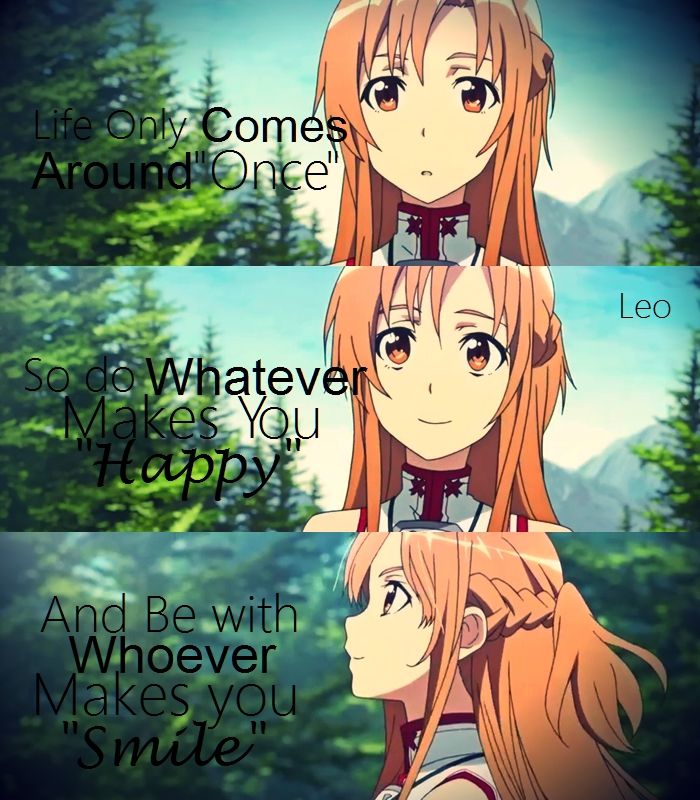 Life Only Comes
Around "Once"
Leo
So do Whatever
Makes You
"Happy"
And Be with
Whoever
Makes you
"Smile"